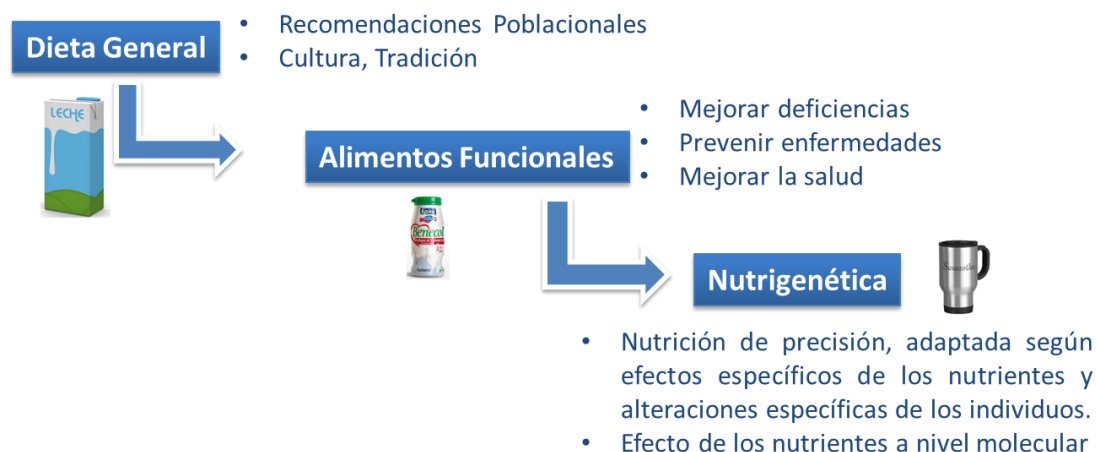 Dieta General
• Recomendaciones Poblacionales
• Cultura, Tradición
LECHE
Alimentos Funcionales
• Mejorar deficiencias
• Prevenir enfermedades
• Mejorar la salud
Benecol
Nutrigenética
• Nutrición de precisión, adaptada según
efectos específicos de los nutrientes y
alteraciones específicas de los individuos.
• Efecto de los nutrientes a nivel molecular